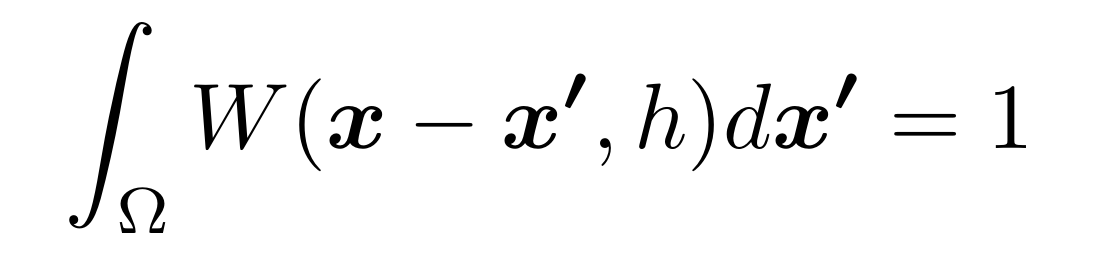 ∫_Ω W(𝒙 − 𝒙′, h)d𝒙′ = 1